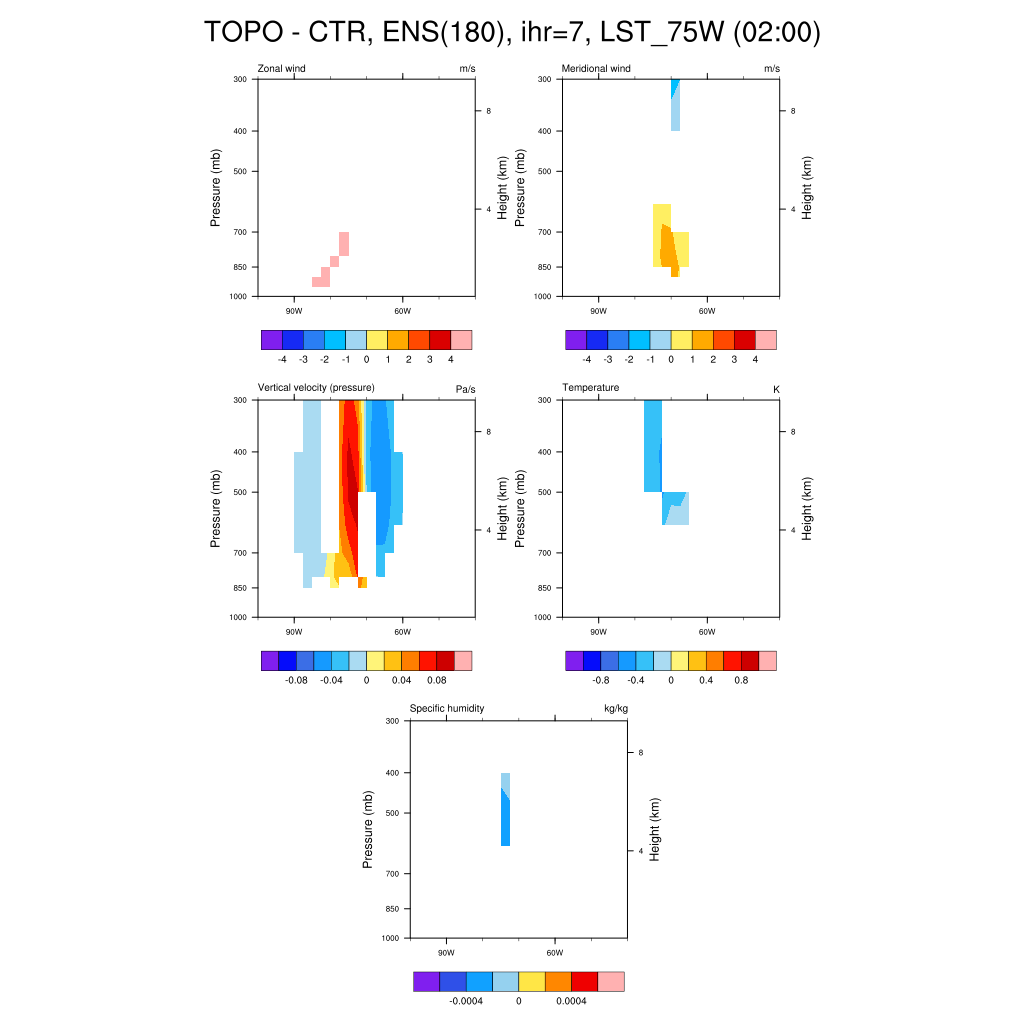 TOPO - CTR, ENS(180), ihr=7, LST_75W (02:00)
Zonal wind m/s
Meridional wind m/s
300
400
500
700
850
1000
Pressure (mb)
8
4
Height (km)
90W 60W
-4 -3 -2 -1 0 1 2 3 4
300
400
500
700
850
1000
Pressure (mb)
8
4
Height (km)
90W 60W
-4 -3 -2 -1 0 1 2 3 4
Vertical velocity (pressure) Pa/s
Temperature K
300
400
500
700
850
1000
Pressure (mb)
8
4
Height (km)
90W 60W
-0.08 -0.04 0 0.04 0.08
300
400
500
700
850
1000
Pressure (mb)
8
4
Height (km)
90W 60W
-0.8 -0.4 0 0.4 0.8
Specific humidity kg/kg
300
400
500
700
850
1000
Pressure (mb)
8
4
Height (km)
90W 60W
-0.0004 0 0.0004